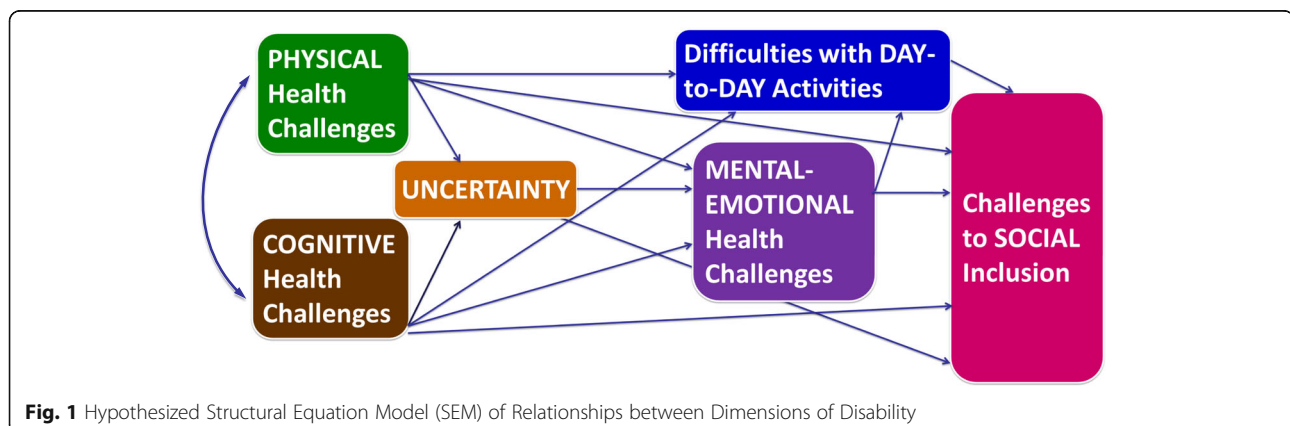 PHYSICAL
Health
Challenges
Difficulties with DAY-
to-DAY Activities
UNCERTAINTY
MENTAL-
EMOTIONAL
Health
Challenges
COGNITIVE
Health
Challenges
Challenges
to SOCIAL
Inclusion
Fig. 1 Hypothesized Structural Equation Model (SEM) of Relationships between Dimensions of Disability